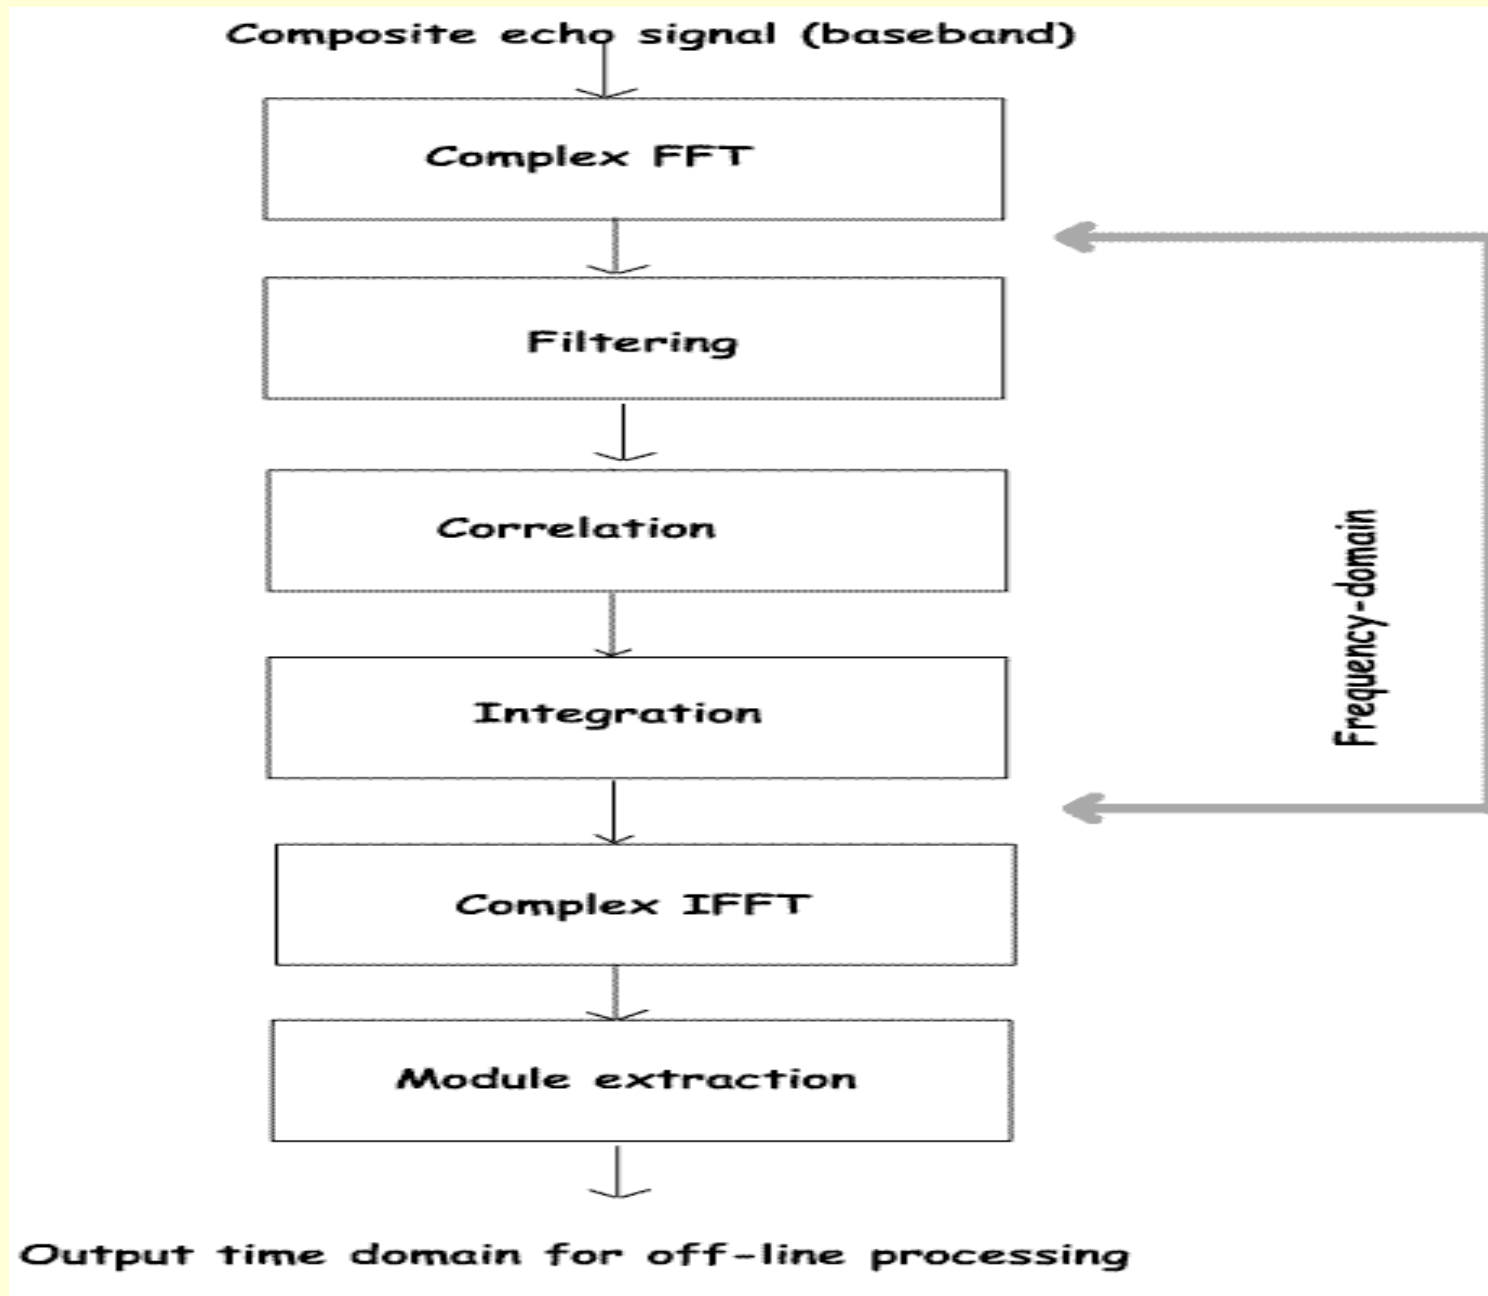 Composite echo signal (baseband)
Complex FFT
Filtering
Correlation
Integration
Frequency-domain
Complex IFFT
Module extraction
Output time domain for off-line processing